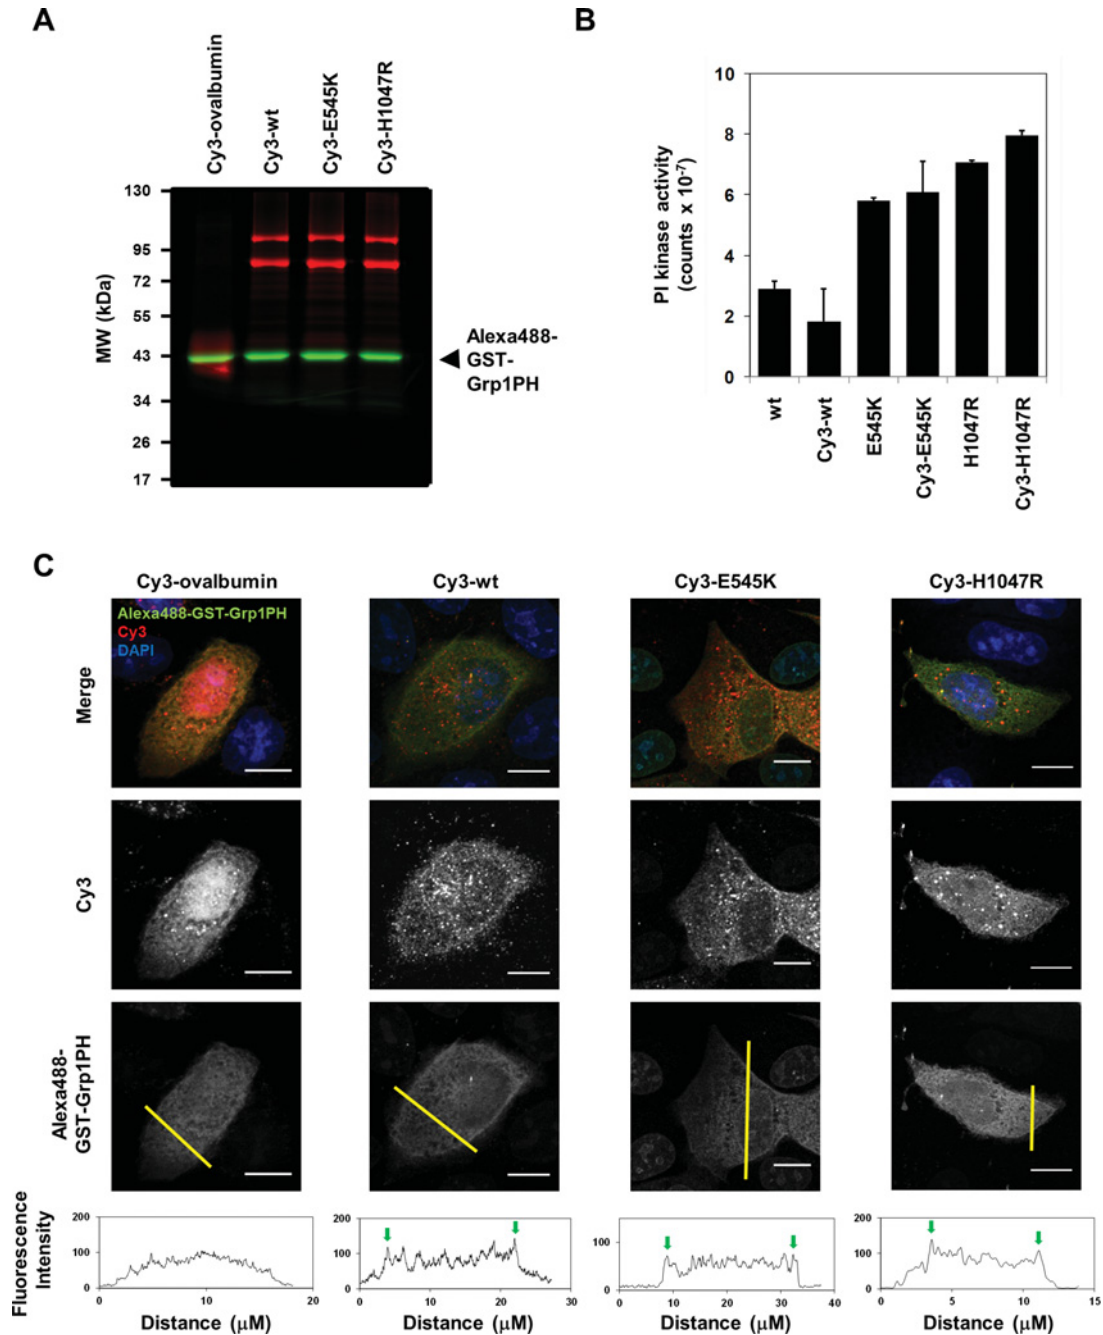 A
Cy3-ovalbumin
Cy3-wt
Cy3-E545K
Cy3-H1047R
MW (kDa)
130
95
72
55
43
34
26
17
Alexa488-
GST-
Grp1PH
B
PI kinase activity
(counts x 10-7)
10
8
6
4
2
0
wt
Cy3-wt
E545K
Cy3-E545K
H1047R
Cy3-H1047R
C
Cy3-ovalbumin
Cy3-wt
Cy3-E545K
Cy3-H1047R
Merge
Alexa488-GST-Grp1PH
Cy3
DAPI
Cy3
Alexa488-
GST-Grp1PH
Fluorescence
Intensity
200
100
0
0 10 20
Distance (μM)
200
100
0
0 10 20 30
Distance (μM)
100
0
0 10 20 30 40
Distance (μM)
200
100
0
0 5 10 15
Distance (μM)